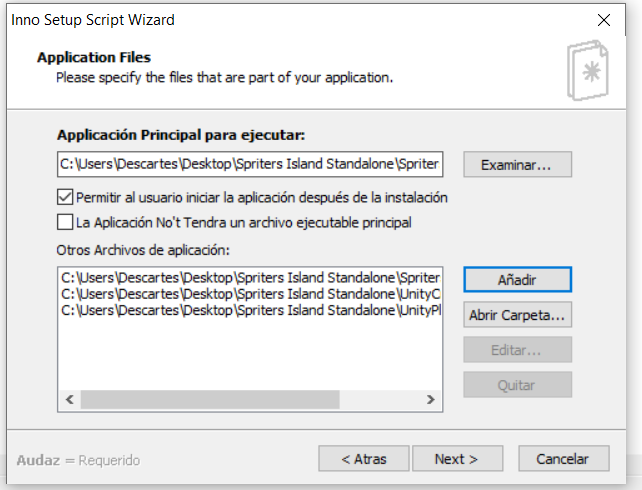 Inno Setup Script Wizard
Application Files
Please specify the files that are part of your application.
Applicación Principal para ejecutar:
C:\Users\Descartes\Desktop\Spriters Island Standalone\Spriter
Examinar...
Permitir al usuario iniciar la aplicación después de la instalación
La Aplicación No't Tendra un archivo ejecutable principal
Otros Archivos de aplicación:
C:\Users\Descartes\Desktop\Spriters Island Standalone\Spriter
C:\Users\Descartes\Desktop\Spriters Island Standalone\UnityC
C:\Users\Descartes\Desktop\Spriters Island Standalone\UnityPl
Añadir
Abrir Carpeta...
Editar...
Quitar
Audaz = Requerido
< Atras
Next >
Cancelar